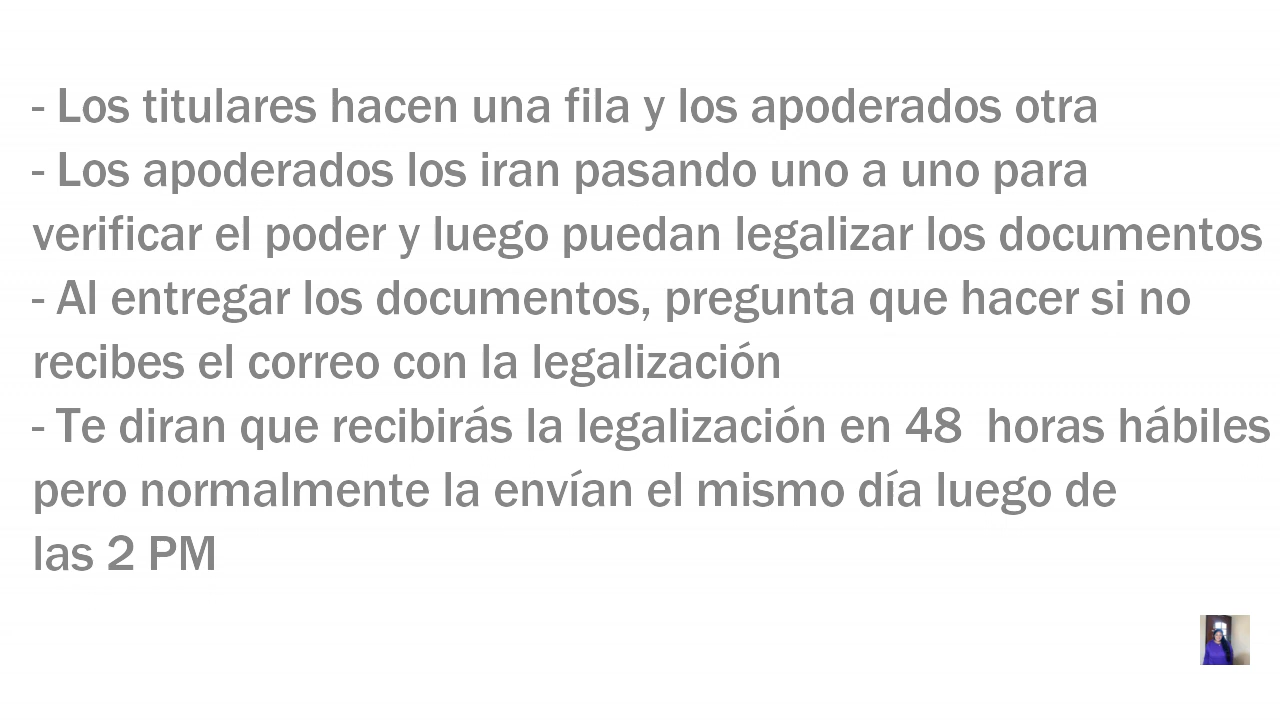 - Los titulares hacen una fila y los apoderados otra
- Los apoderados los iran pasando uno a uno para
verificar el poder y luego puedan legalizar los documentos
- Al entregar los documentos, pregunta que hacer si no
recibes el correo con la legalización
- Te diran que recibirás la legalización en 48  horas hábiles
pero normalmente la envían el mismo día luego de
las 2 PM